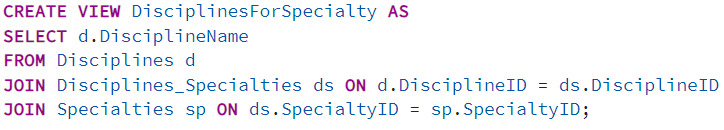 CREATE VIEW DisciplinesForSpecialty AS
SELECT d.DisciplineName
FROM Disciplines d
JOIN Disciplines_Specialties ds ON d.DisciplineID = ds.DisciplineID
JOIN Specialties sp ON ds.SpecialtyID = sp.SpecialtyID;